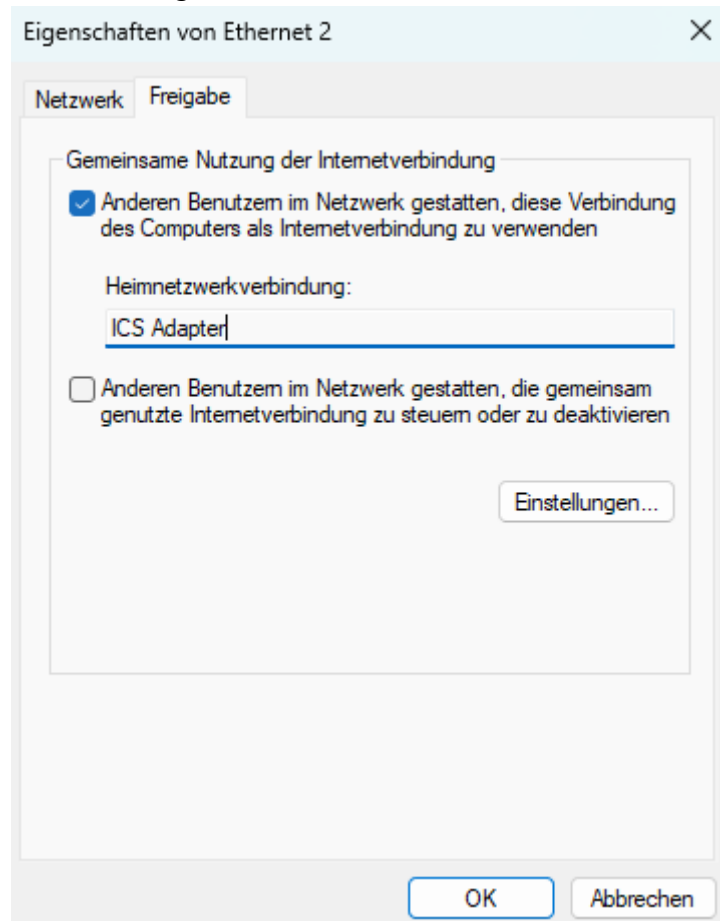 Eigenschaften von Ethernet 2
Netzwerk Freigabe
Gemeinsame Nutzung der Internetverbindung
Anderen Benutzern im Netzwerk gestatten, diese Verbindung
des Computers als Internetverbindung zu verwenden
Heimnetzwerkverbindung:
ICS Adapter
Anderen Benutzern im Netzwerk gestatten, die gemeinsam
genutzte Internetverbindung zu steuern oder zu deaktivieren
Einstellungen...
OK Abbrechen